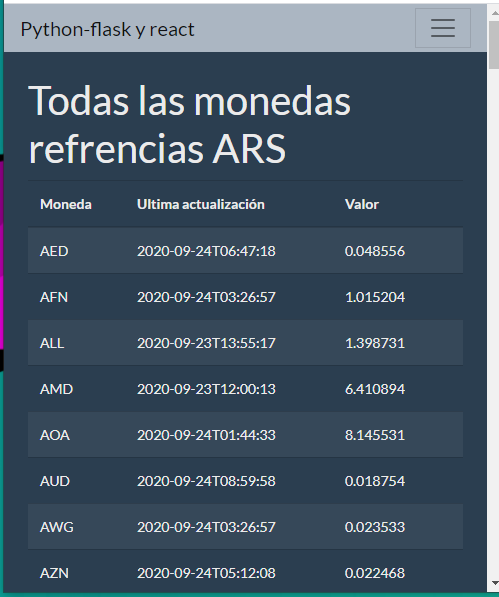 Python-flask y react
Todas las monedas
refrencias ARS
Moneda Ultima actualización Valor
AED 2020-09-24T06:47:18 0.048556
AFN 2020-09-24T03:26:57 1.015204
ALL 2020-09-23T13:55:17 1.398731
AMD 2020-09-23T12:00:13 6.410894
AOA 2020-09-24T01:44:33 8.145531
AUD 2020-09-24T08:59:58 0.018754
AWG 2020-09-24T03:26:57 0.023533
AZN 2020-09-24T05:12:08 0.022468